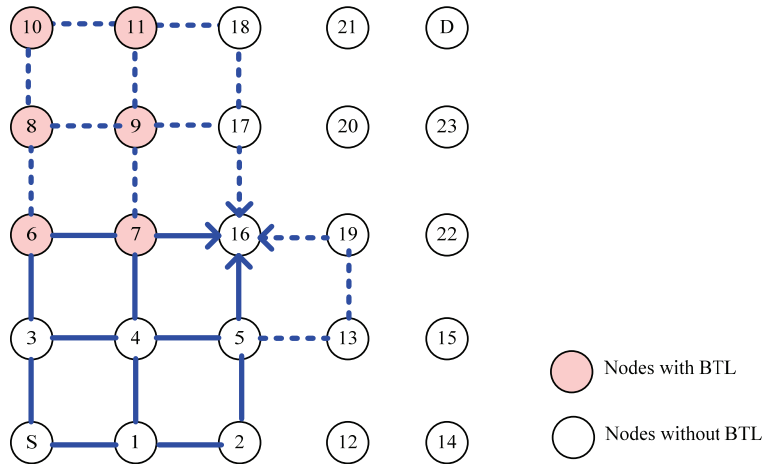 10 11 18 21 D
8 9 17 20 23
6 7 16 19 22
3 4 5 13 15
Nodes with BTL
S 1 2 12 14
Nodes without BTL